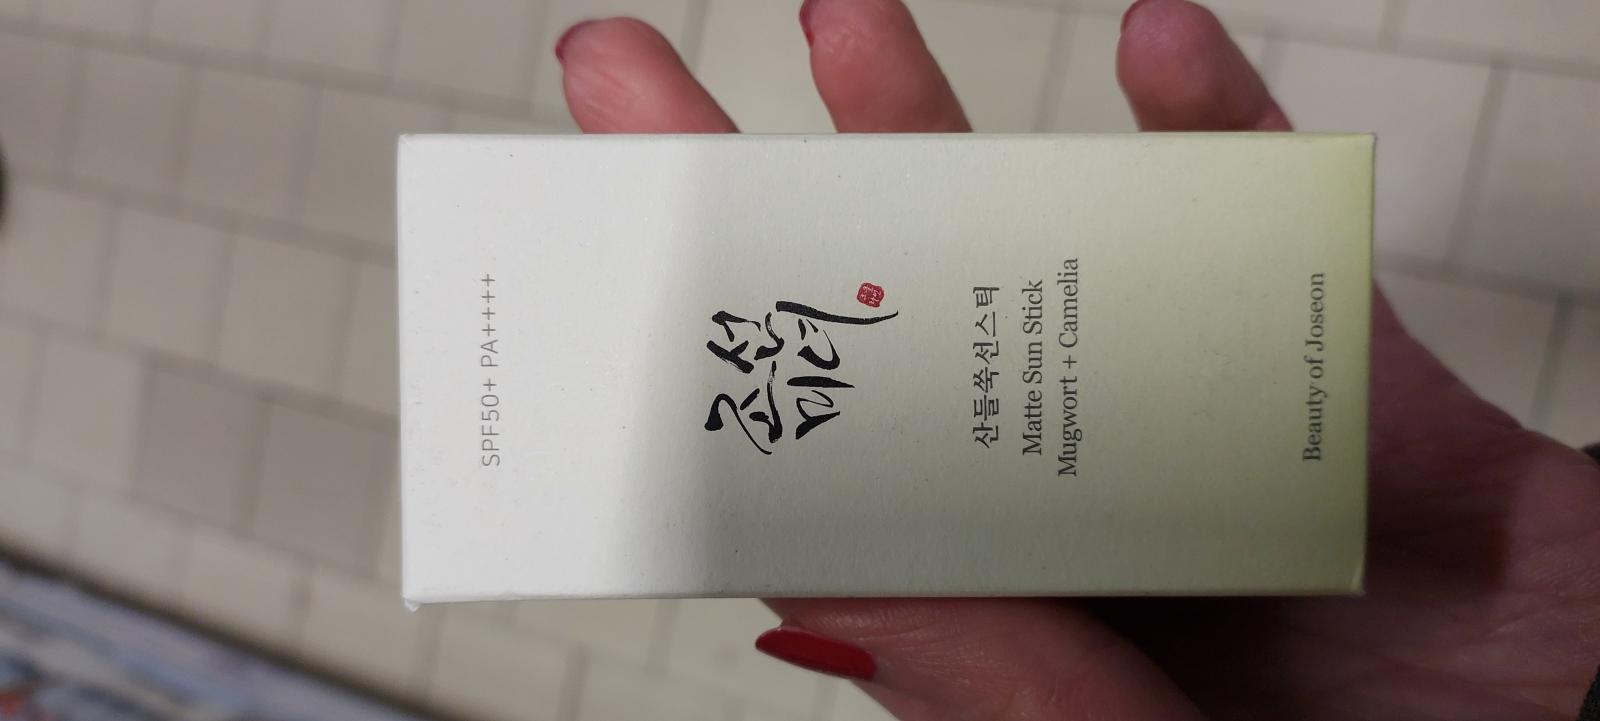 SPF50+ PA++++
조선
미녀
산들쑥선스틱
Matte Sun Stick
Mugwort + Camelia
Beauty of Joseon